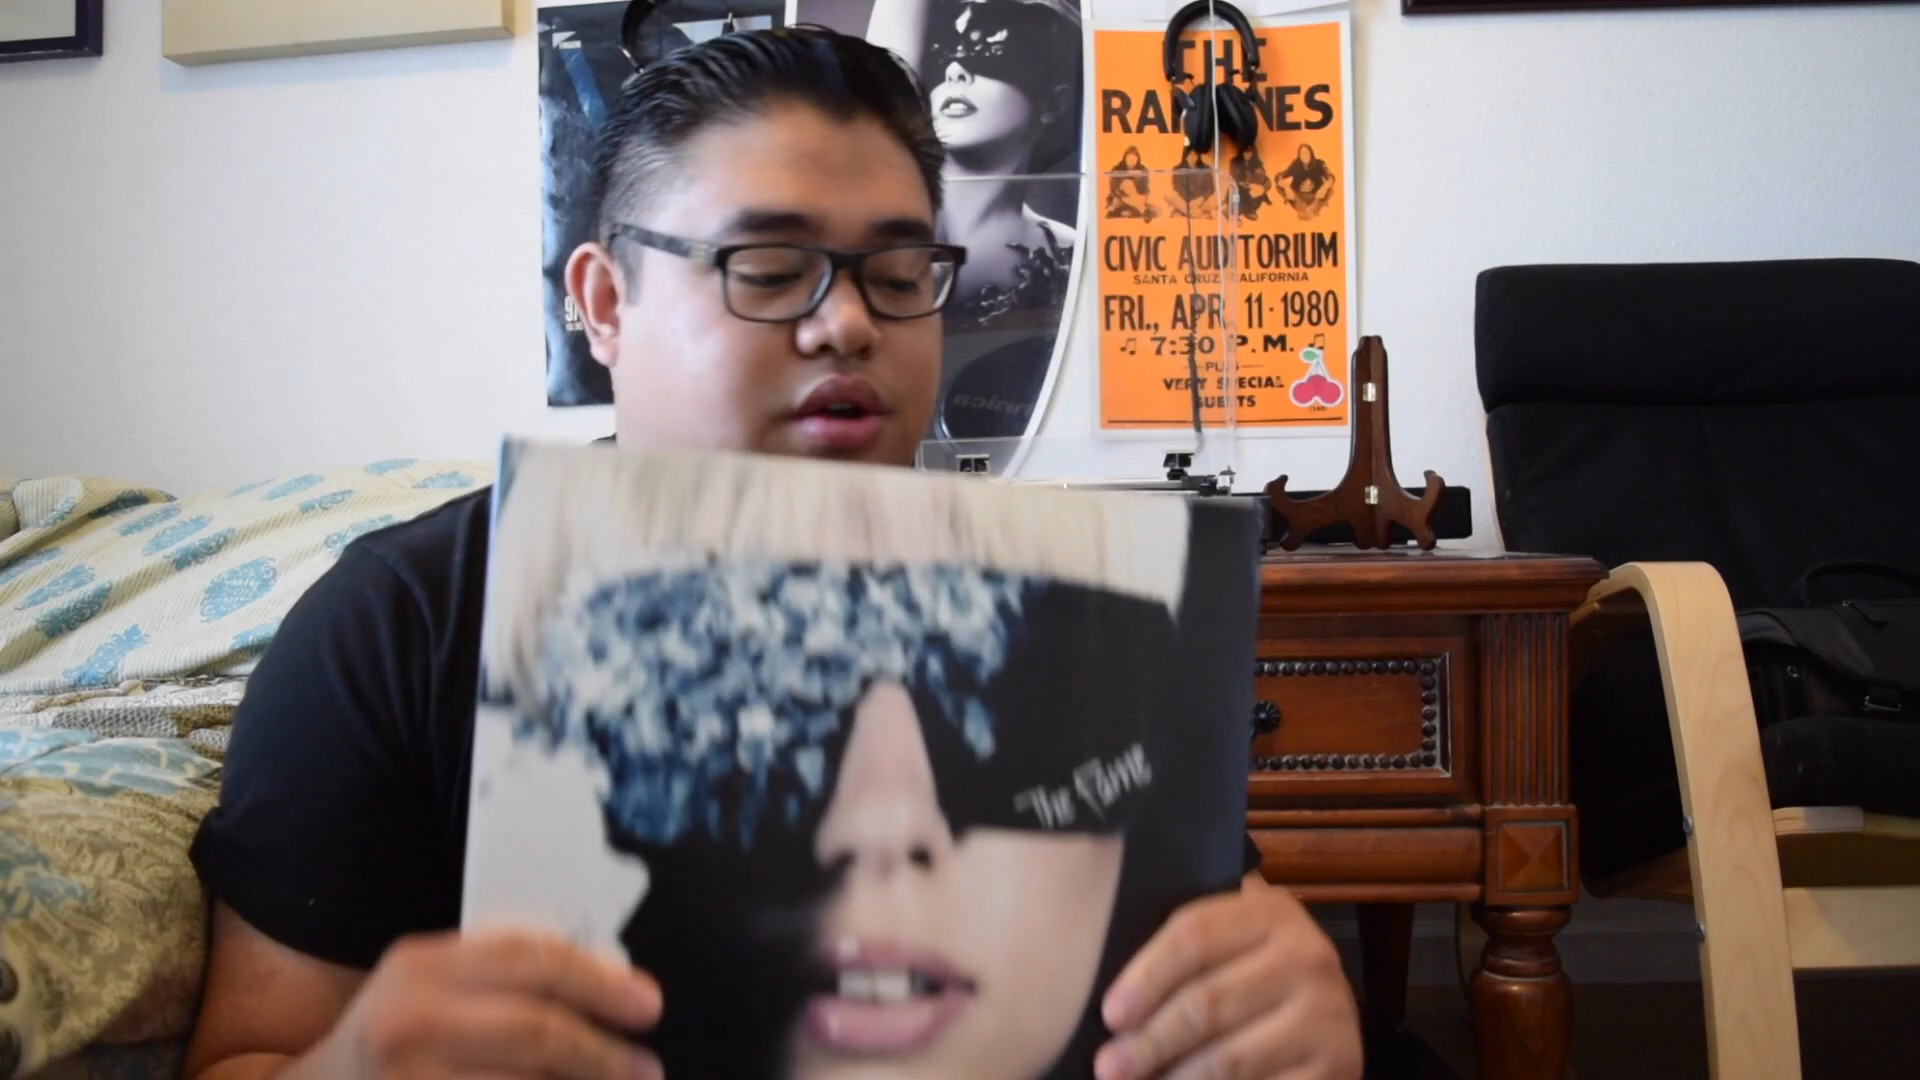 THE
RAMONES
CIVIC AUDITORIUM
SANTA CRUZ, CALIFORNIA
FRI., APR. 11 · 1980
♫ 7:30 P.M. ♫
PLUS
VERY SPECIAL
GUESTS
The Fame